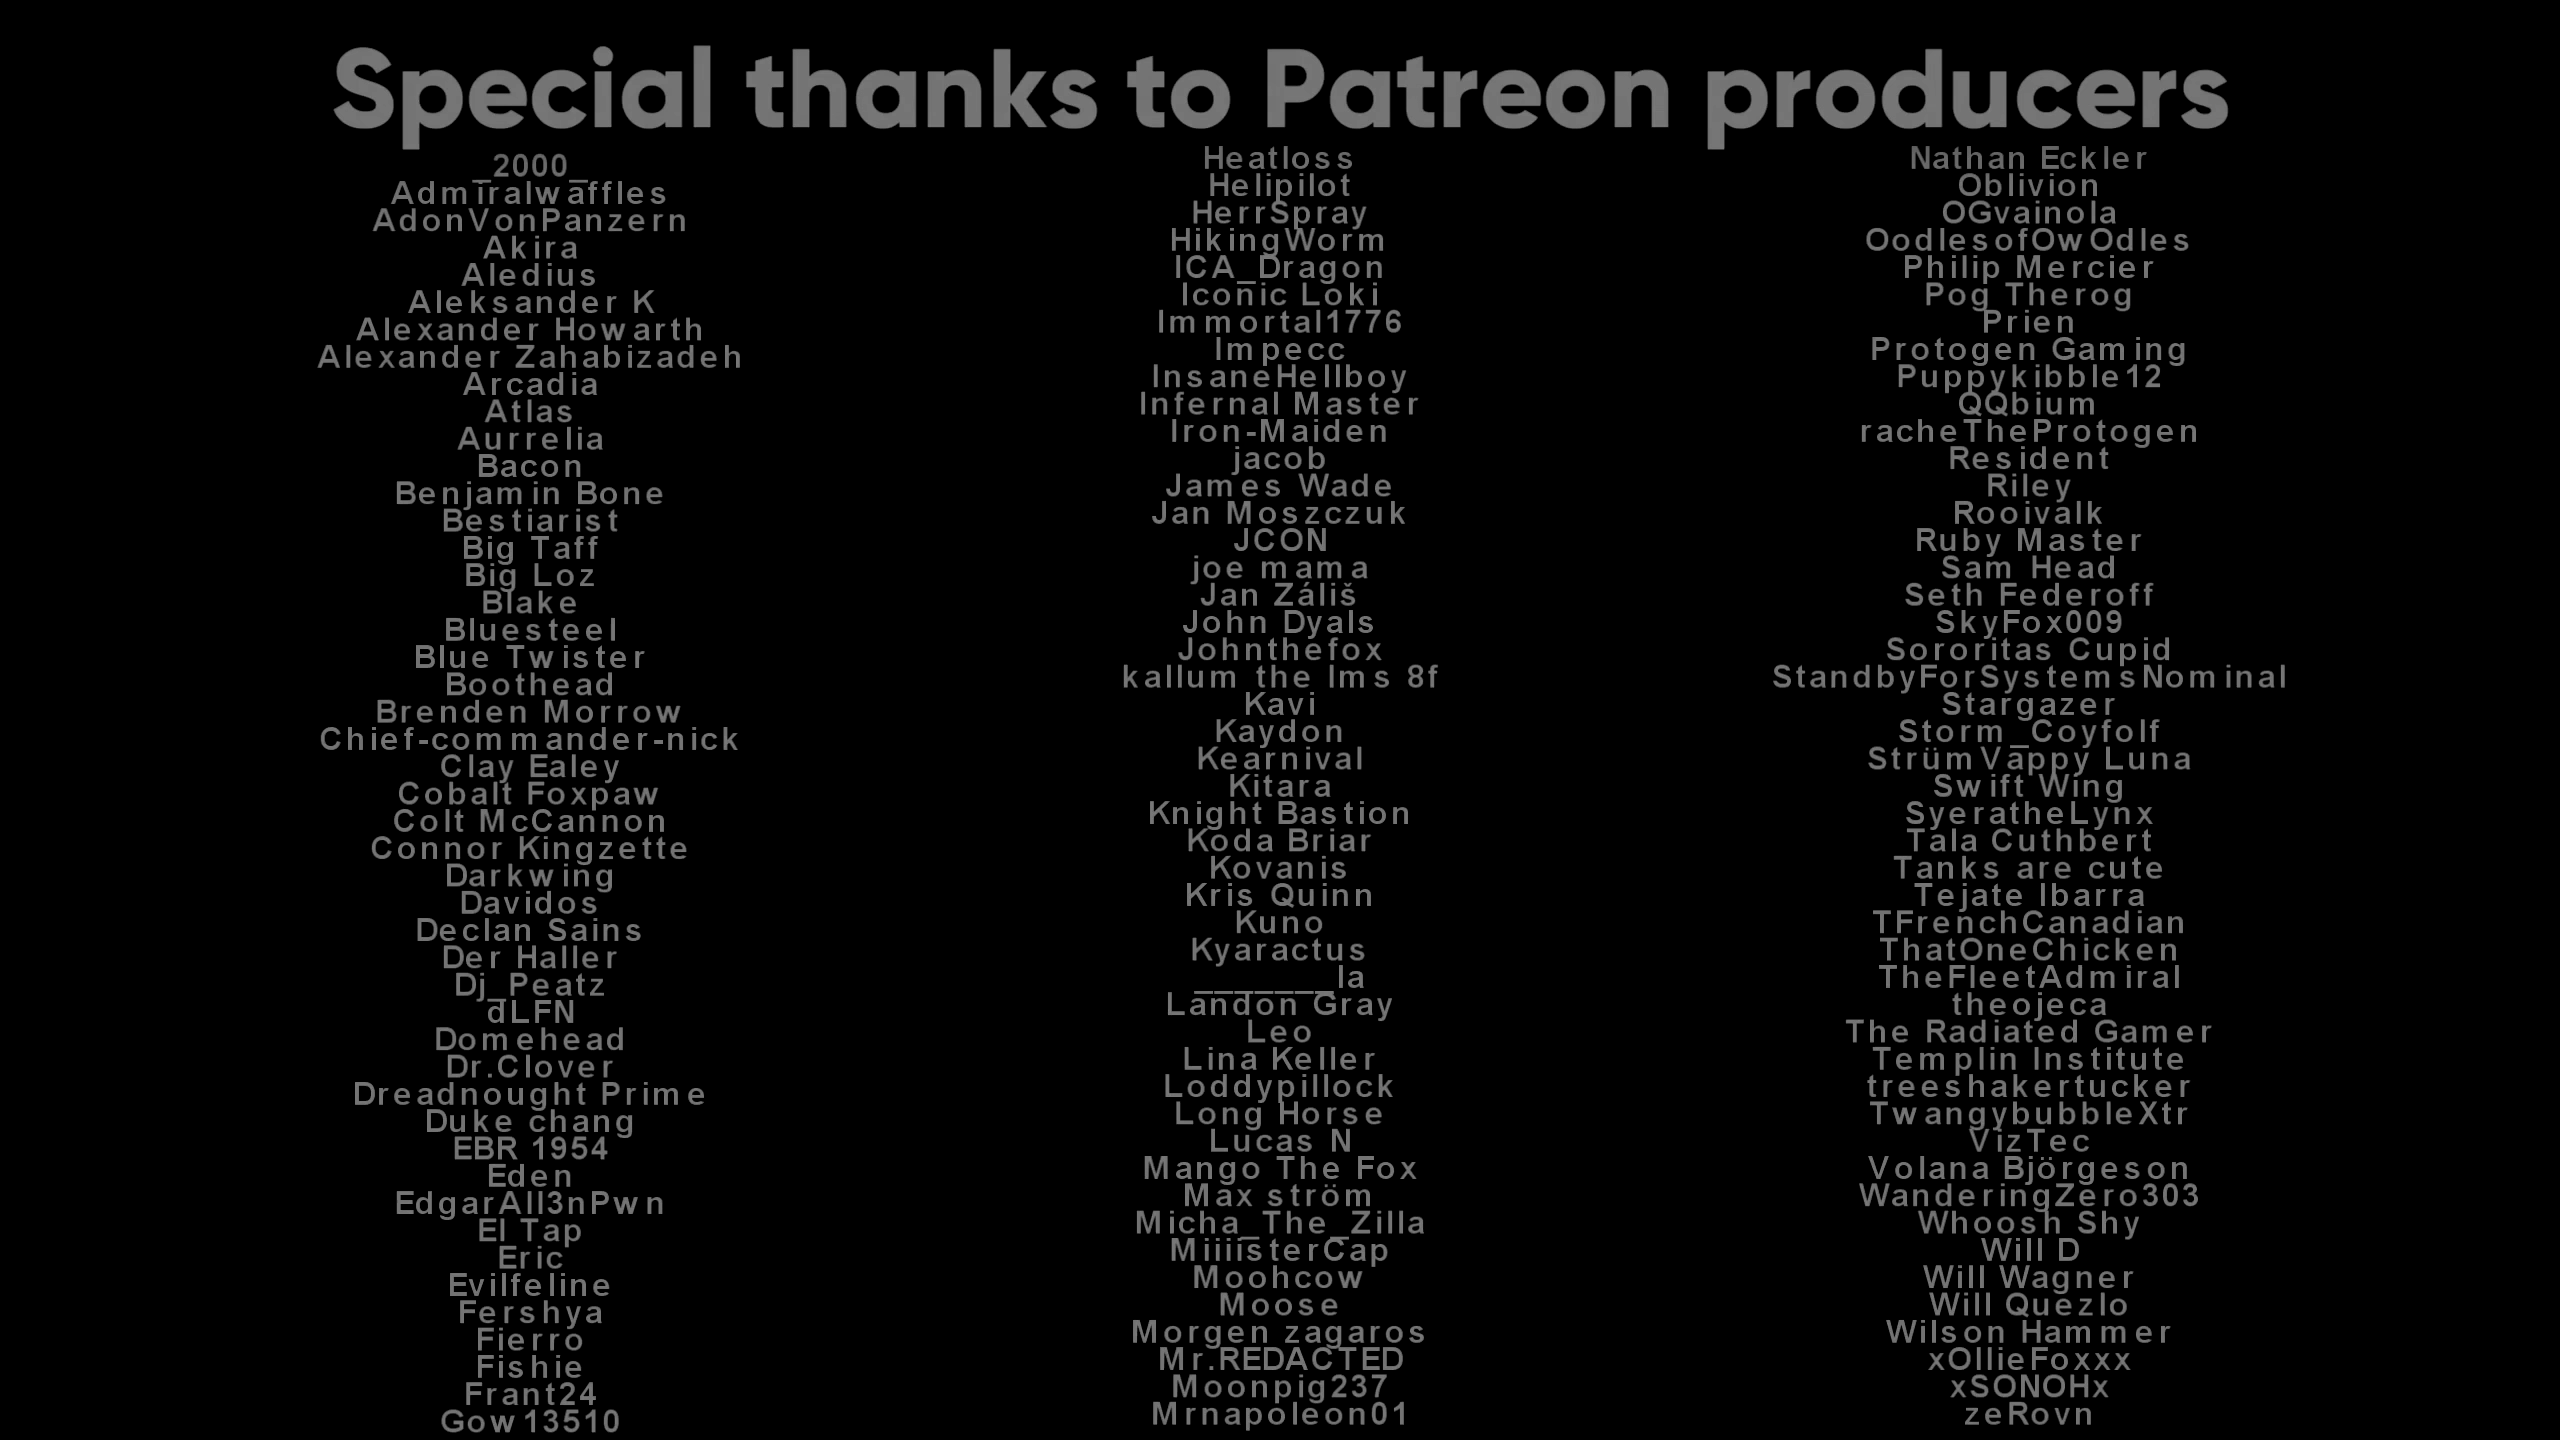 Special thanks to Patreon producers
_2000_
Admiralwaffles
AdonVonPanzern
Akira
Aledius
Aleksander K
Alexander Howarth
Alexander Zahabizadeh
Arcadia
Atlas
Aurrelia
Bacon
Benjamin Bone
Bestiarist
Big Taff
Big Loz
Blake
Bluesteel
Blue Twister
Boothead
Brenden Morrow
Chief-commander-nick
Clay Ealey
Cobalt Foxpaw
Colt McCannon
Connor Kingzette
Darkwing
Davidos
Declan Sains
Der Haller
Dj_Peatz
dLFN
Domehead
Dr.Clover
Dreadnought Prime
Duke chang
EBR 1954
Eden
EdgarAll3nPwn
El Tap
Eric
Evilfeline
Fershya
Fierro
Fishie
Frant24
Gow13510
Heatloss
Helipilot
HerrSpray
HikingWorm
ICA_Dragon
Iconic Loki
Immortal1776
Impecc
InsaneHellboy
Infernal Master
Iron-Maiden
jacob
James Wade
Jan Moszczuk
JCON
joe mama
Jan Záliš
John Dyals
Johnthefox
kallum the lms 8f
Kavi
Kaydon
Kearnival
Kitara
Knight Bastion
Koda Briar
Kovanis
Kris Quinn
Kuno
Kyaractus
_______la
Landon Gray
Leo
Lina Keller
Loddypillock
Long Horse
Lucas N
Mango The Fox
Max ström
Micha_The_Zilla
MiiiisterCap
Moohcow
Moose
Morgen zagaros
Mr.REDACTED
Moonpig237
Mrnapoleon01
Nathan Eckler
Oblivion
OGvainola
OodlesofOwOdles
Philip Mercier
Pog Therog
Prien
Protogen Gaming
Puppykibble12
QQbium
racheTheProtogen
Resident
Riley
Rooivalk
Ruby Master
Sam Head
Seth Federoff
SkyFox009
Sororitas Cupid
StandbyForSystemsNominal
Stargazer
Storm_Coyfolf
StrümVappy Luna
Swift Wing
SyeratheLynx
Tala Cuthbert
Tanks are cute
Tejate Ibarra
TFrenchCanadian
ThatOneChicken
TheFleetAdmiral
theojeca
The Radiated Gamer
Templin Institute
treeshakertucker
TwangybubbleXtr
VizTec
Volana Björgeson
WanderingZero303
Whoosh Shy
Will D
Will Wagner
Will Quezlo
Wilson Hammer
xOllieFoxxx
xSONOHx
zeRovn